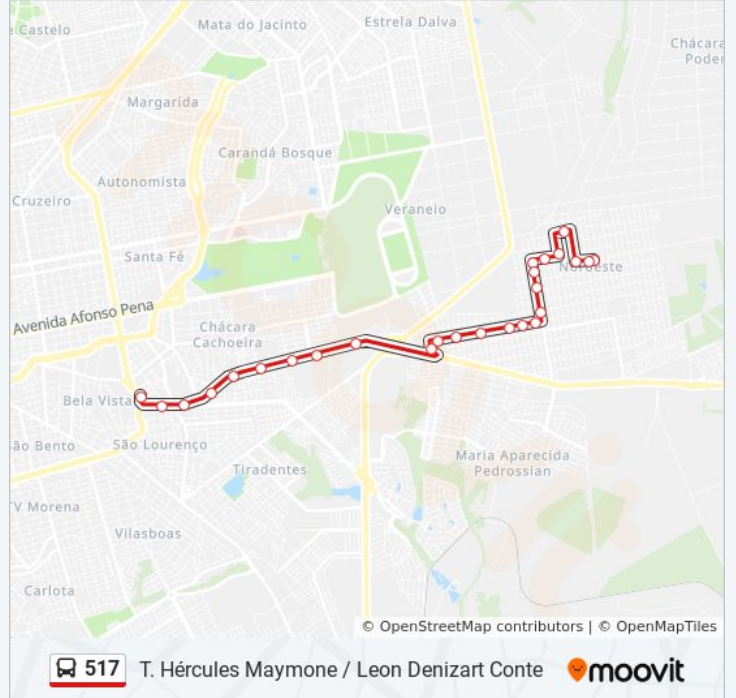 e Castelo
Mata do Jacinto
Estrela Dalva
Chácara
Poder
Margarida
Carandá Bosque
Autonomista
Cruzeiro
Veraneio
Santa Fé
Noroeste
Avenida Afonso Pena
Chácara
Cachoeira
Bela Vista
ão Bento
São Lourenço
Tiradentes
Maria Aparecida
Pedrossian
TV Morena
Vilasboas
Carlota
© OpenStreetMap contributors | © OpenMapTiles
517 T. Hércules Maymone / Leon Denizart Conte moovit